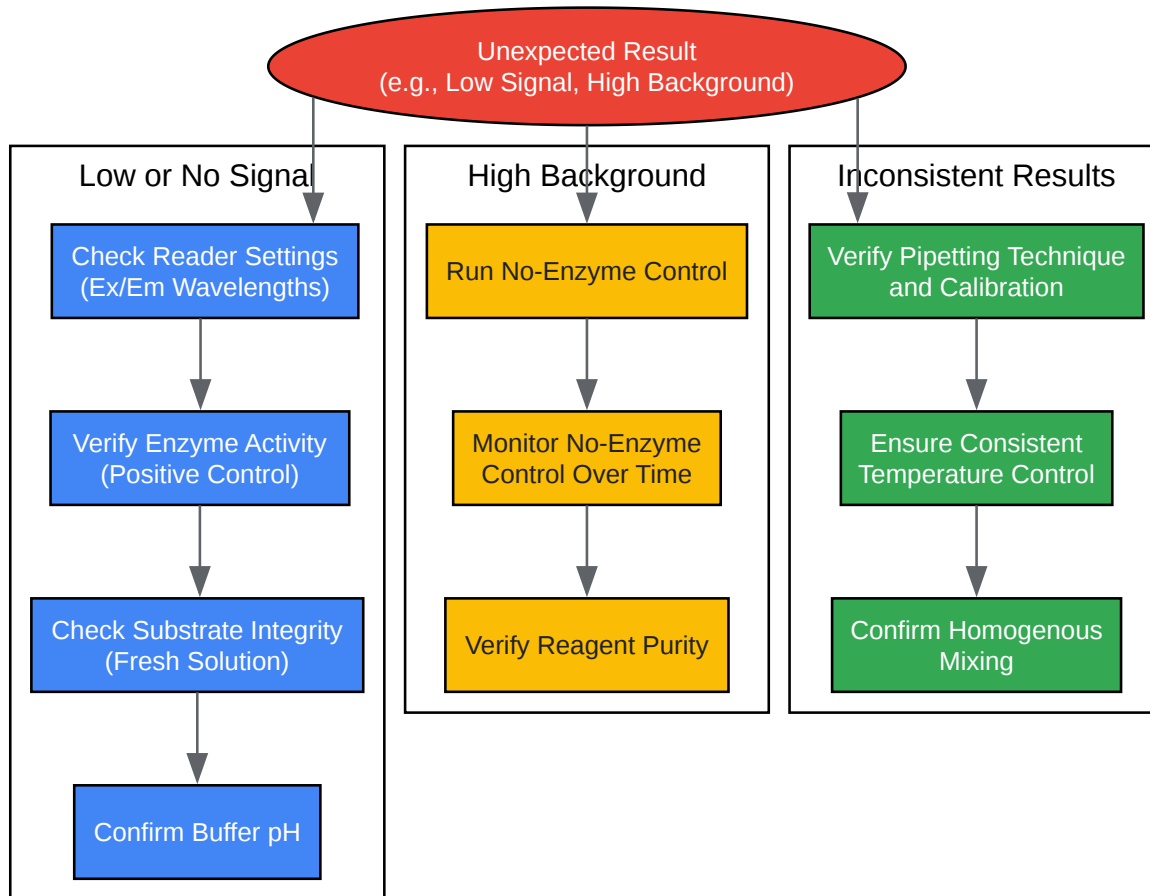 Unexpected Result
(e.g., Low Signal, High Background)
Low or No Signal
Check Reader Settings
(Ex/Em Wavelengths)
Verify Enzyme Activity
(Positive Control)
Check Substrate Integrity
(Fresh Solution)
Confirm Buffer pH
High Background
Run No-Enzyme Control
Monitor No-Enzyme
Control Over Time
Verify Reagent Purity
Inconsistent Results
Verify Pipetting Technique
and Calibration
Ensure Consistent
Temperature Control
Confirm Homogenous
Mixing